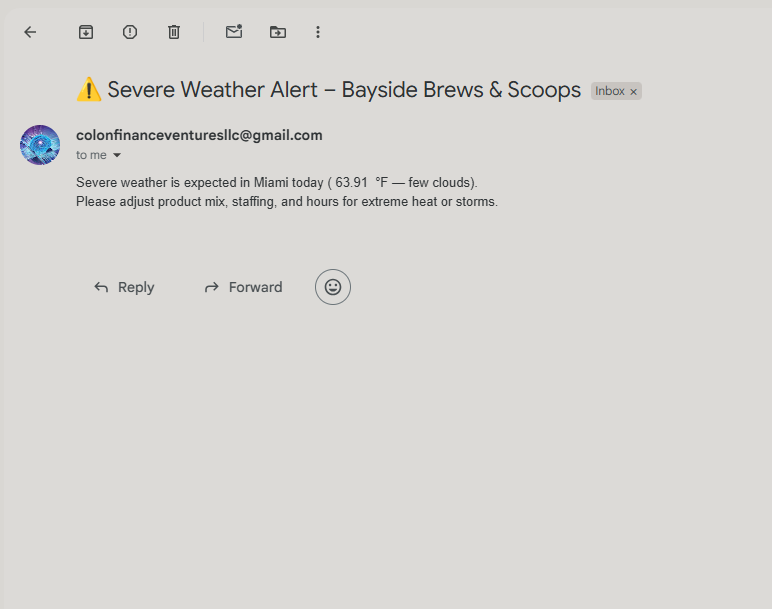 ⚠️ Severe Weather Alert – Bayside Brews & Scoops Inbox ×
colonfinanceventuresllc@gmail.com
to me
Severe weather is expected in Miami today ( 63.91  °F — few clouds).
Please adjust product mix, staffing, and hours for extreme heat or storms.
Reply Forward